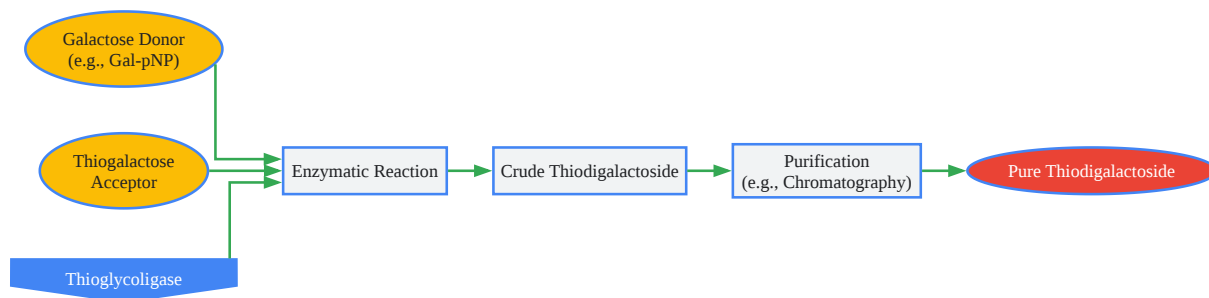 Galactose Donor
(e.g., Gal-pNP)
Thiogalactose
Acceptor
Thioglycoligase
Enzymatic Reaction
Crude Thiodigalactoside
Purification
(e.g., Chromatography)
Pure Thiodigalactoside